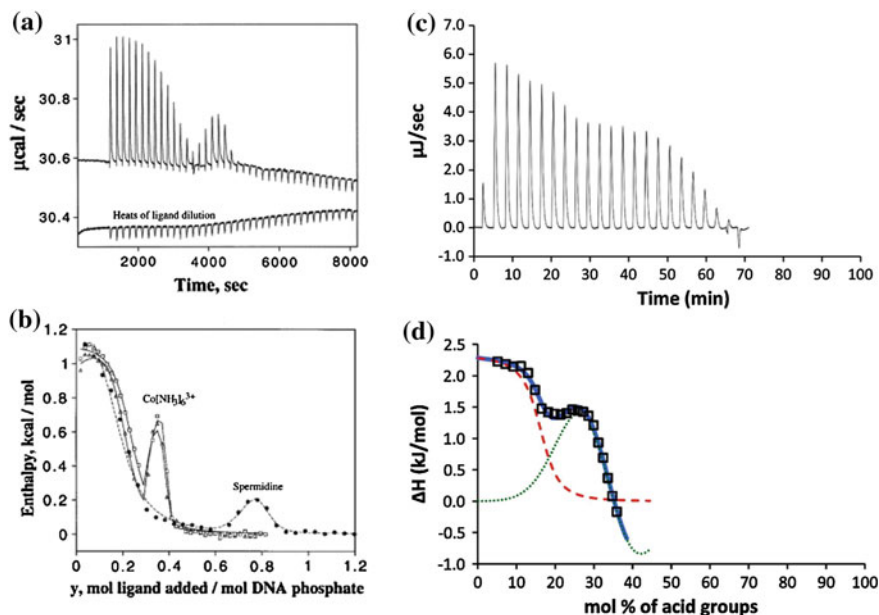 (a)
31
30.8
30.6
30.4
μcal / sec
Heats of ligand dilution
2000 4000 6000 8000
Time, sec
(b)
1.2
1
0.8
0.6
0.4
0.2
0
Enthalpy, kcal / mol
Co[NH3]6 3+
Spermidine
0 0.2 0.4 0.6 0.8 1.0 1.2
y, mol ligand added / mol DNA phosphate
(c)
7.0
6.0
5.0
4.0
3.0
2.0
1.0
0.0
-1.0
μJ/sec
0 10 20 30 40 50 60 70 80 90 100
Time (min)
(d)
3.0
2.5
2.0
1.5
1.0
0.5
0.0
-0.5
-1.0
ΔH (kJ/mol)
0 10 20 30 40 50 60 70 80 90 100
mol % of acid groups